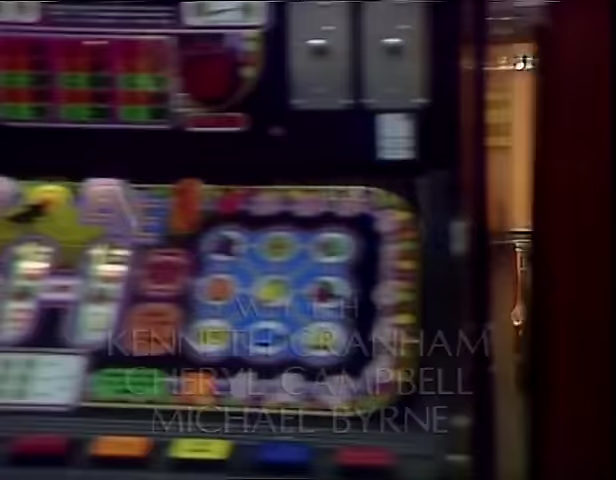 WITH
KENNETH CRANHAM
CHERYL CAMPBELL
MICHAEL BYRNE